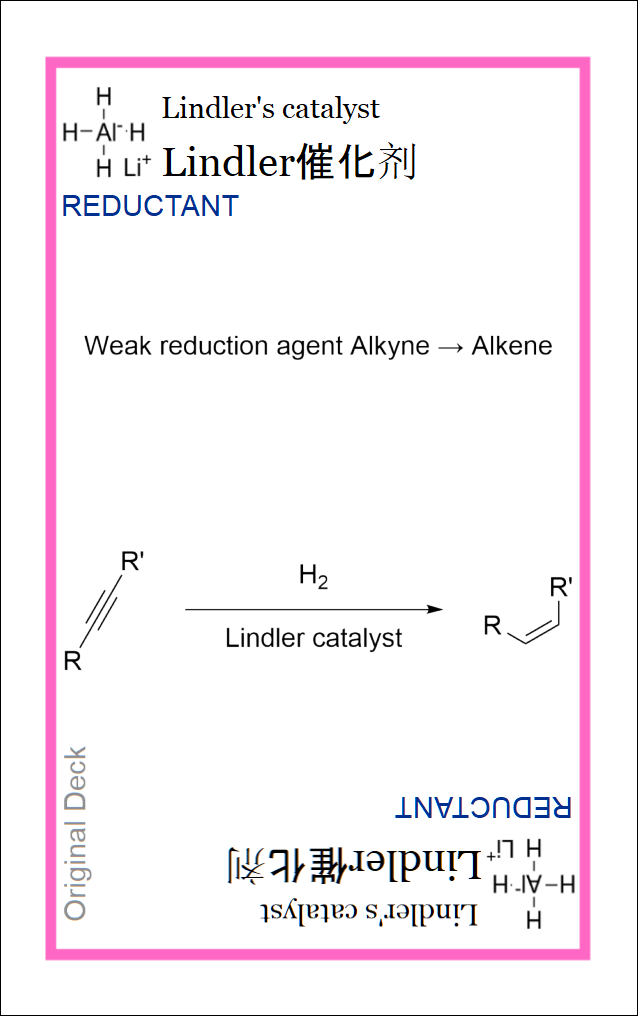 H
H–Al⁻·H
H Li⁺
Lindler's catalyst
Lindler催化剂
REDUCTANT
Weak reduction agent Alkyne → Alkene
R'
R
H₂
Lindler catalyst
R'
R
Original Deck
REDUCTANT
Lindler催化剂
Lindler's catalyst
H
H–Al⁻·H
H Li⁺